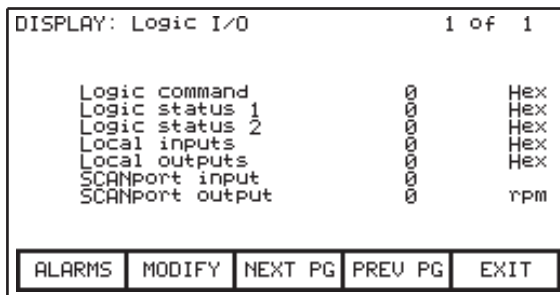 DISPLAY: Logic I/O 1 of 1
Logic command 0 Hex
Logic status 1 0 Hex
Logic status 2 0 Hex
Local inputs 0 Hex
Local outputs 0 Hex
SCANport input 0
SCANport output 0 rpm
ALARMS MODIFY NEXT PG PREV PG EXIT